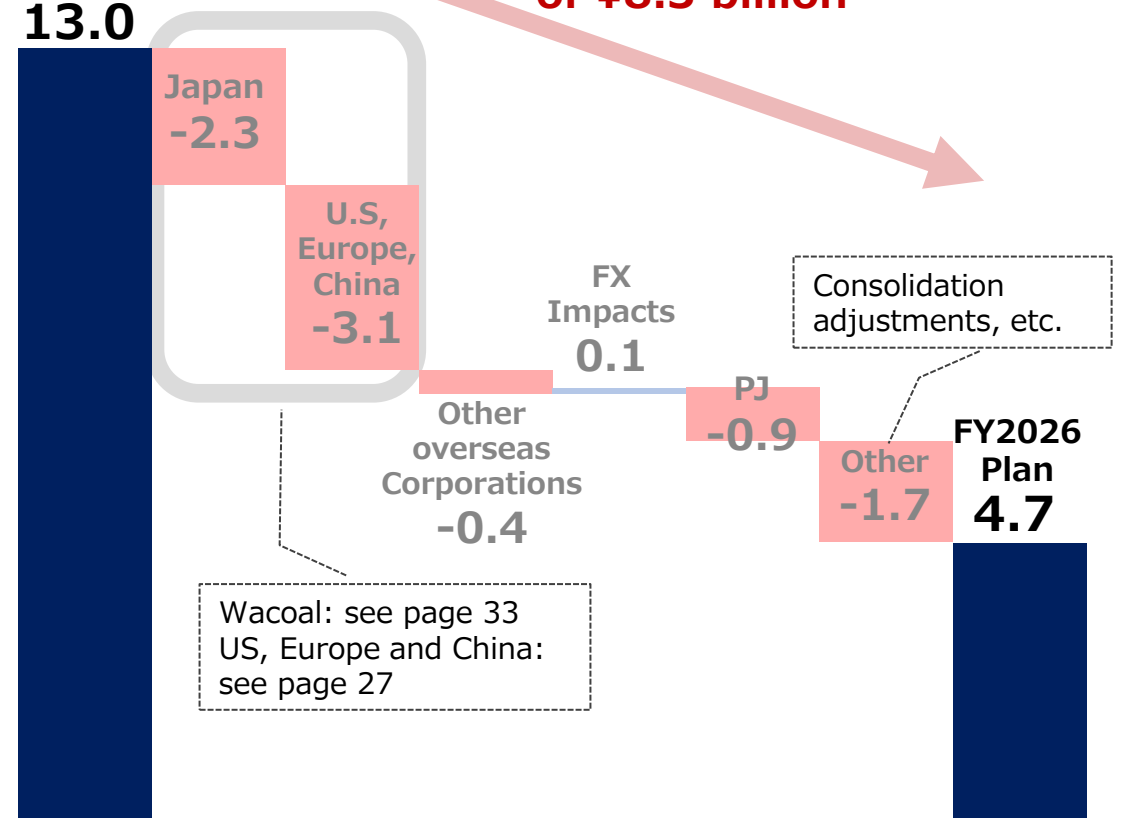 13.0
Japan
-2.3
U.S,
Europe,
China
-3.1
FX
Impacts
0.1
Consolidation
adjustments, etc.
PJ
-0.9
Other
overseas
Corporations
-0.4
Other
-1.7
FY2026
Plan
4.7
Wacoal: see page 33
US, Europe and China:
see page 27